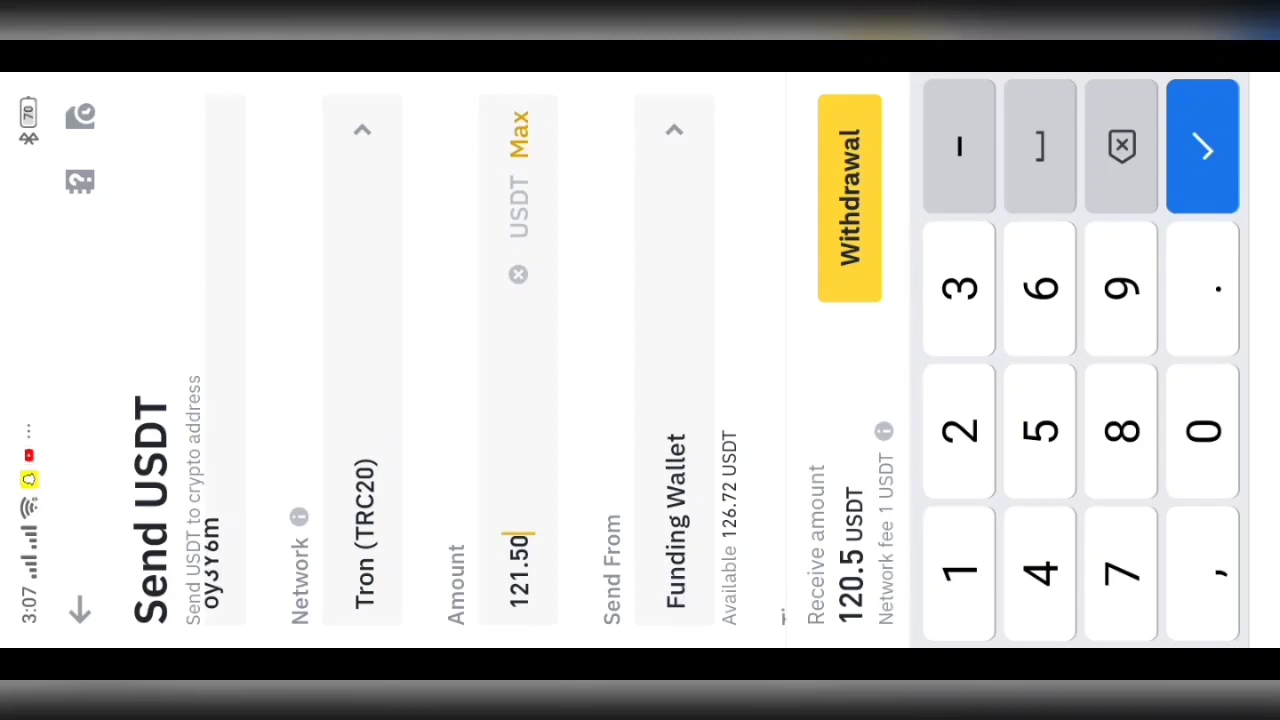 3:07
70
Send USDT
Send USDT to crypto address
oy3Y6m
Network
Tron (TRC20)
Amount
121.50 USDT Max
Send From
Funding Wallet
Available 126.72 USDT
Receive amount
120.5 USDT
Network fee 1 USDT
Withdrawal
1 2 3 -
4 5 6
7 8 9
, 0 .